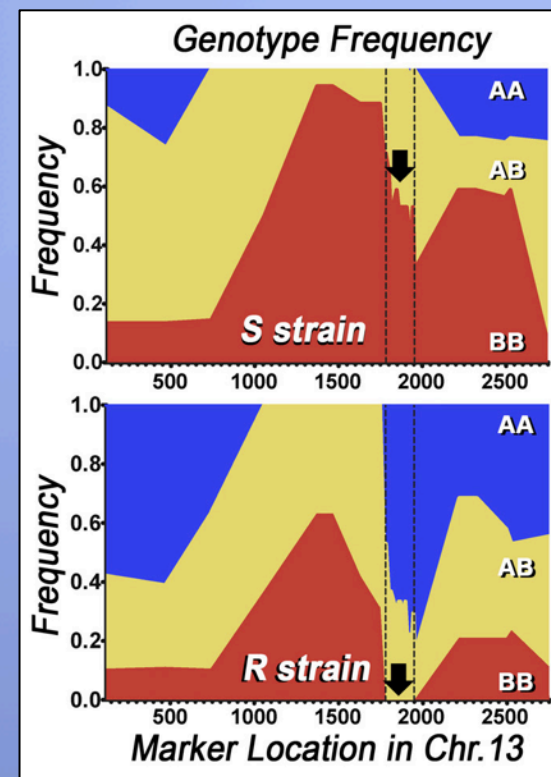 Genotype Frequency
Frequency
1.0
0.8
0.6
0.4
0.2
0.0
AA
AB
BB
S strain
500 1000 1500 2000 2500
Frequency
1.0
0.8
0.6
0.4
0.2
0.0
AA
AB
BB
R strain
500 1000 1500 2000 2500
Marker Location in Chr.13